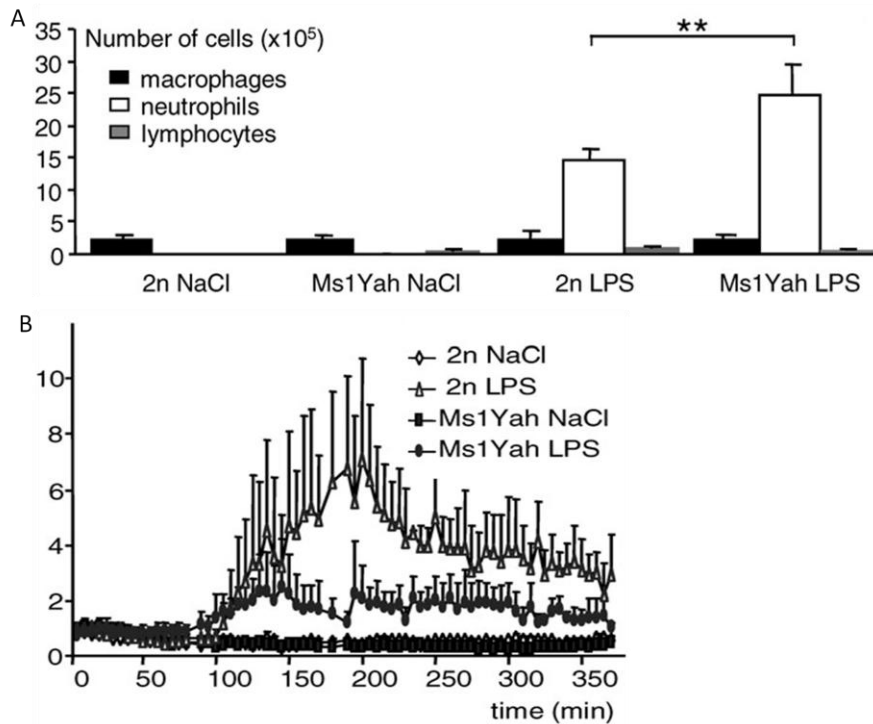 A
Number of cells (x10⁵)
35
30
25
20
15
10
5
0
macrophages
neutrophils
lymphocytes
**
2n NaCl
Ms1Yah NaCl
2n LPS
Ms1Yah LPS
B
10
8
6
4
2
0
2n NaCl
2n LPS
Ms1Yah NaCl
Ms1Yah LPS
0 50 100 150 200 250 300 350
time (min)